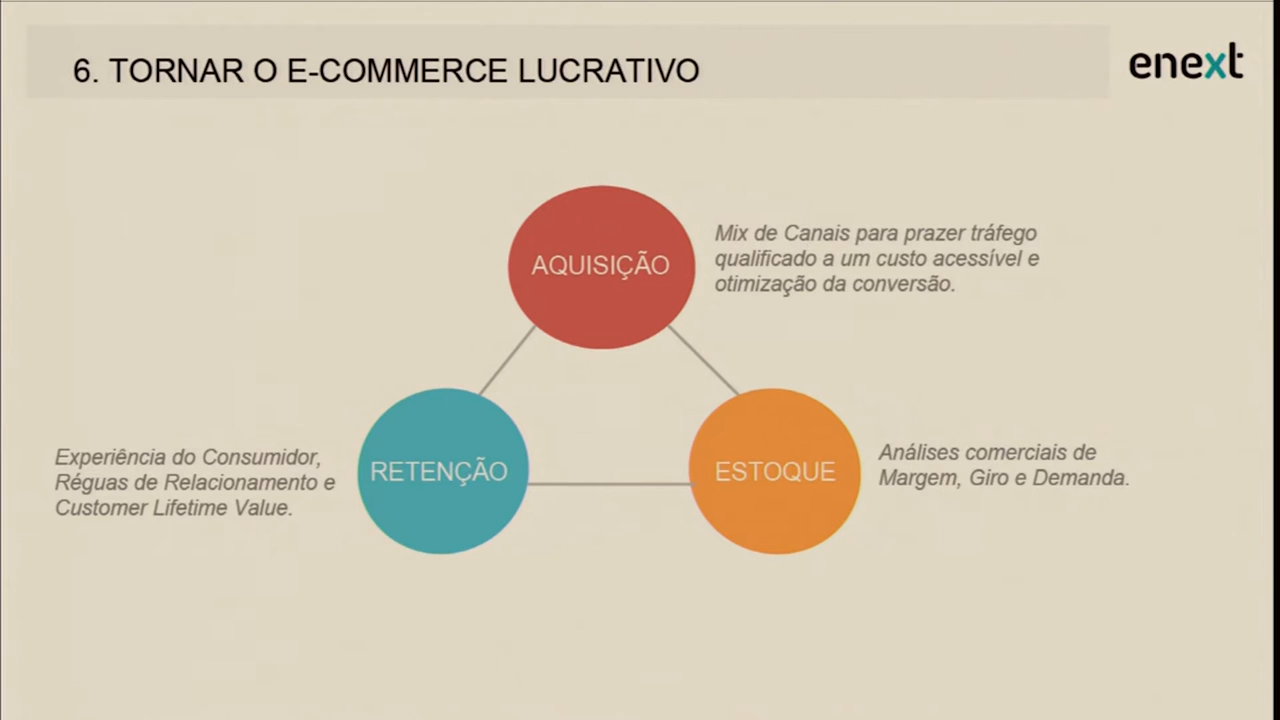 6. TORNAR O E-COMMERCE LUCRATIVO
enext
AQUISIÇÃO
Mix de Canais para prazer tráfego
qualificado a um custo acessível e
otimização da conversão.
Experiência do Consumidor,
Réguas de Relacionamento e
Customer Lifetime Value.
RETENÇÃO
ESTOQUE
Análises comerciais de
Margem, Giro e Demanda.